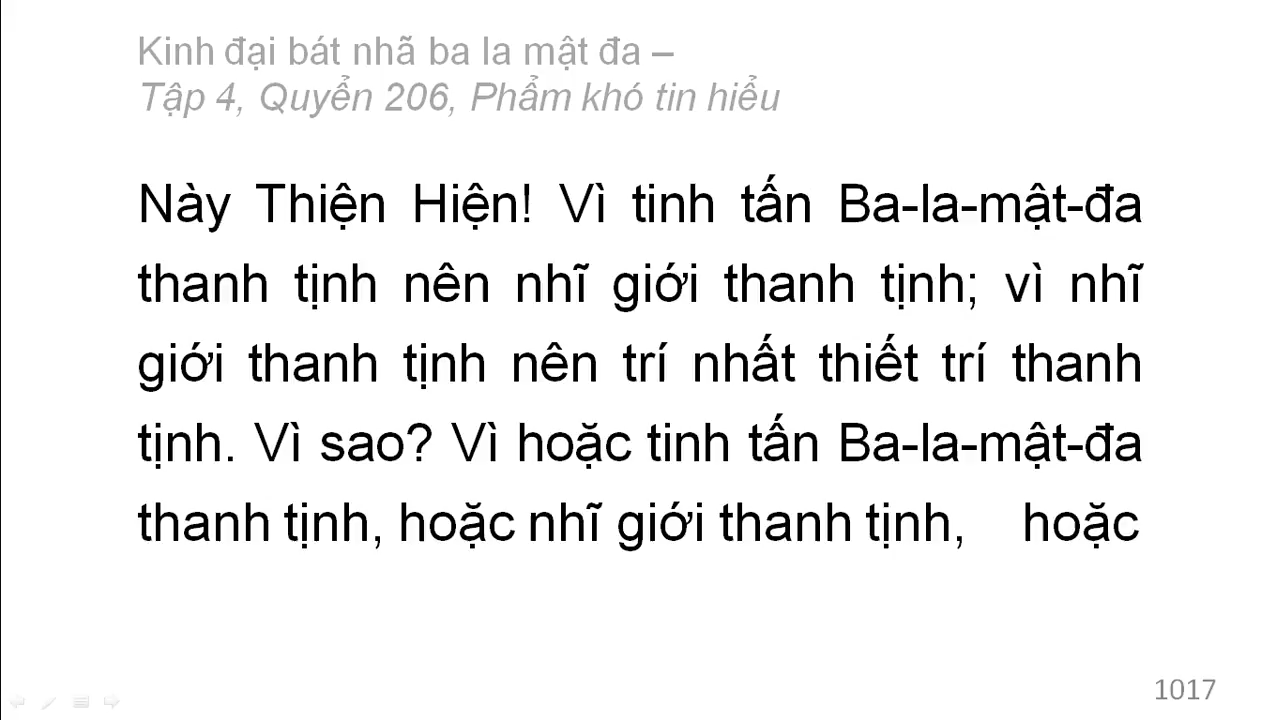 Kinh đại bát nhã ba la mật đa –
Tập 4, Quyển 206, Phẩm khó tin hiểu
Này Thiện Hiện! Vì tinh tấn Ba-la-mật-đa
thanh tịnh nên nhĩ giới thanh tịnh; vì nhĩ
giới thanh tịnh nên trí nhất thiết trí thanh
tịnh. Vì sao? Vì hoặc tinh tấn Ba-la-mật-đa
thanh tịnh, hoặc nhĩ giới thanh tịnh, hoặc
1017